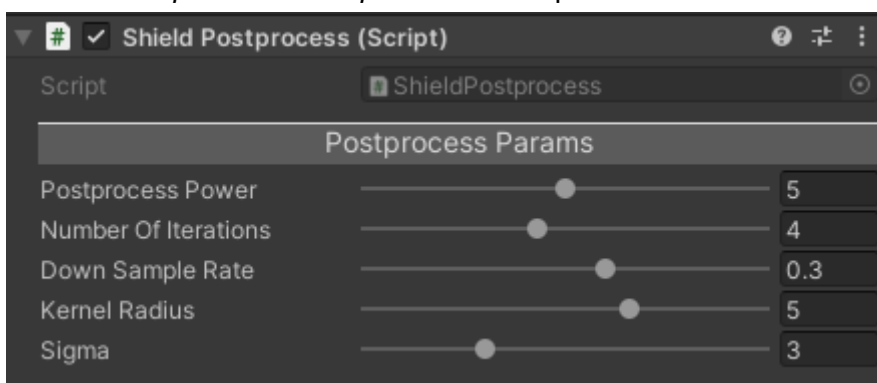 Shield Postprocess (Script)
Script ShieldPostprocess
Postprocess Params
Postprocess Power 5
Number Of Iterations 4
Down Sample Rate 0.3
Kernel Radius 5
Sigma 3